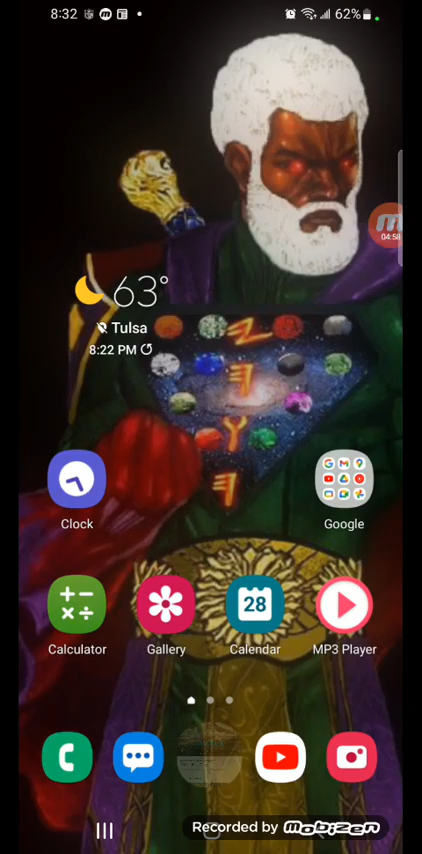 8:32
62%
04:58
63°
Tulsa
8:22 PM
𐤆
𐤉
𐤅
𐤉
Clock
Google
Calculator
Gallery
28
Calendar
MP3 Player
Recorded by mobizen